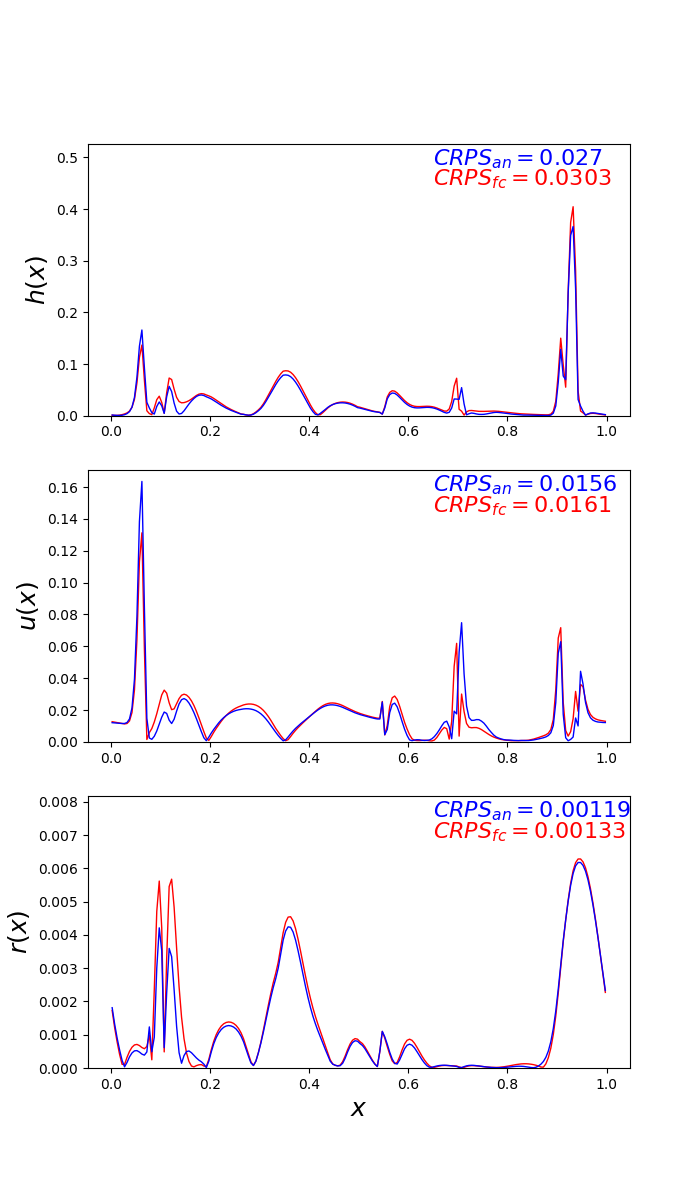 CRPS_an = 0.027
CRPS_fc = 0.0303
0.5
0.4
0.3
0.2
0.1
0.0
h(x)
0.0 0.2 0.4 0.6 0.8 1.0
CRPS_an = 0.0156
CRPS_fc = 0.0161
0.16
0.14
0.12
0.10
0.08
0.06
0.04
0.02
0.00
u(x)
0.0 0.2 0.4 0.6 0.8 1.0
CRPS_an = 0.00119
CRPS_fc = 0.00133
0.008
0.007
0.006
0.005
0.004
0.003
0.002
0.001
0.000
r(x)
0.0 0.2 0.4 0.6 0.8 1.0
x